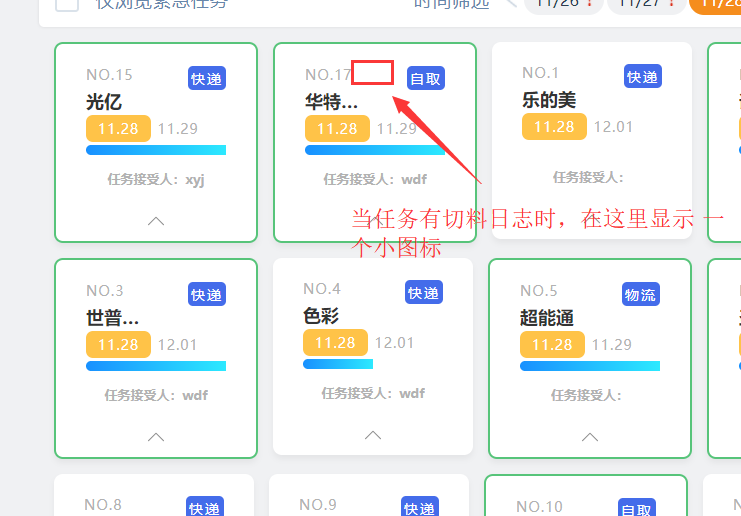 仅浏览紧急任务
时间筛选 11/26 ! 11/27 ! 11/28
NO.15 快递
光亿
11.28 11.29
任务接受人：xyj
NO.17 自取
华特...
11.28 11.29
任务接受人：wdf
NO.1 快递
乐的美
11.28 12.01
任务接受人：
当任务有切料日志时，在这里显示 一
个小图标
NO.3 快递
世普...
11.28 12.01
任务接受人：wdf
NO.4 快递
色彩
11.28 12.01
任务接受人：wdf
NO.5 物流
超能通
11.28 11.29
任务接受人：
NO.8 快递
NO.9 快递
NO.10 自取